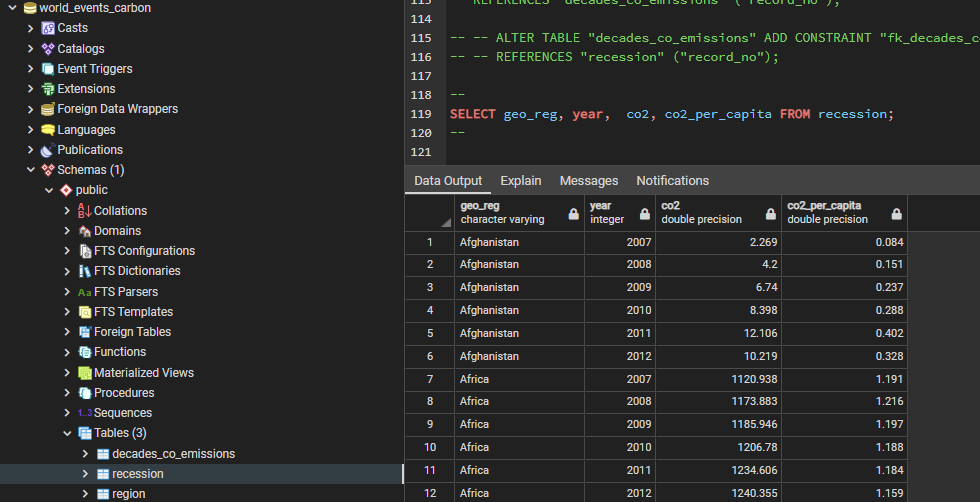 world_events_carbon
Casts
Catalogs
Event Triggers
Extensions
Foreign Data Wrappers
Languages
Publications
Schemas (1)
public
Collations
Domains
FTS Configurations
FTS Dictionaries
FTS Parsers
FTS Templates
Foreign Tables
Functions
Materialized Views
Procedures
1..3 Sequences
Tables (3)
decades_co_emissions
recession
region
113 REFERENCES "decades_co_emissions" ("record_no");
114
115 -- -- ALTER TABLE "decades_co_emissions" ADD CONSTRAINT "fk_decades_c
116 -- -- REFERENCES "recession" ("record_no");
117
118 --
119 SELECT geo_reg, year,  co2, co2_per_capita FROM recession;
120 --
121
Data Output Explain Messages Notifications
geo_reg year co2 co2_per_capita
character varying integer double precision double precision
1 Afghanistan 2007 2.269 0.084
2 Afghanistan 2008 4.2 0.151
3 Afghanistan 2009 6.74 0.237
4 Afghanistan 2010 8.398 0.288
5 Afghanistan 2011 12.106 0.402
6 Afghanistan 2012 10.219 0.328
7 Africa 2007 1120.938 1.191
8 Africa 2008 1173.883 1.216
9 Africa 2009 1185.946 1.197
10 Africa 2010 1206.78 1.188
11 Africa 2011 1234.606 1.184
12 Africa 2012 1240.355 1.159